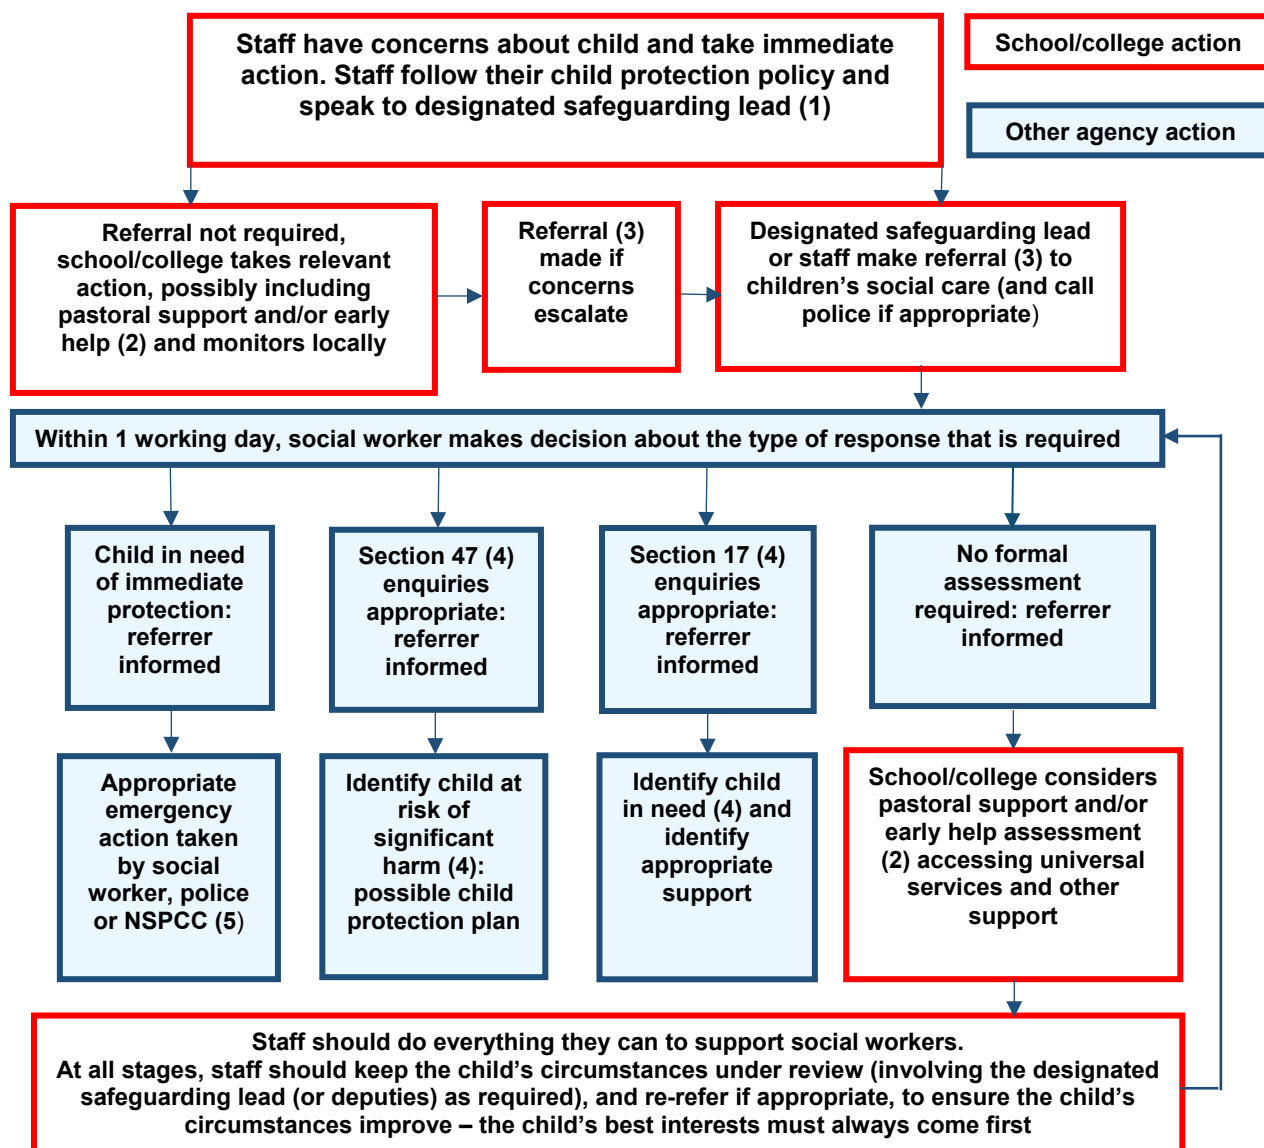 Staff have concerns about child and take immediate
action. Staff follow their child protection policy and
speak to designated safeguarding lead (1)
School/college action
Other agency action
Referral not required,
school/college takes relevant
action, possibly including
pastoral support and/or early
help (2) and monitors locally
Referral (3)
made if
concerns
escalate
Designated safeguarding lead
or staff make referral (3) to
children’s social care (and call
police if appropriate)
Within 1 working day, social worker makes decision about the type of response that is required
Child in need
of immediate
protection:
referrer
informed
Section 47 (4)
enquiries
appropriate:
referrer
informed
Section 17 (4)
enquiries
appropriate:
referrer
informed
No formal
assessment
required: referrer
informed
Appropriate
emergency
action taken
by social
worker, police
or NSPCC (5)
Identify child at
risk of
significant
harm (4):
possible child
protection plan
Identify child
in need (4) and
identify
appropriate
support
School/college considers
pastoral support and/or
early help assessment
(2) accessing universal
services and other
support
Staff should do everything they can to support social workers.
At all stages, staff should keep the child’s circumstances under review (involving the designated
safeguarding lead (or deputies) as required), and re-refer if appropriate, to ensure the child’s
circumstances improve – the child’s best interests must always come first